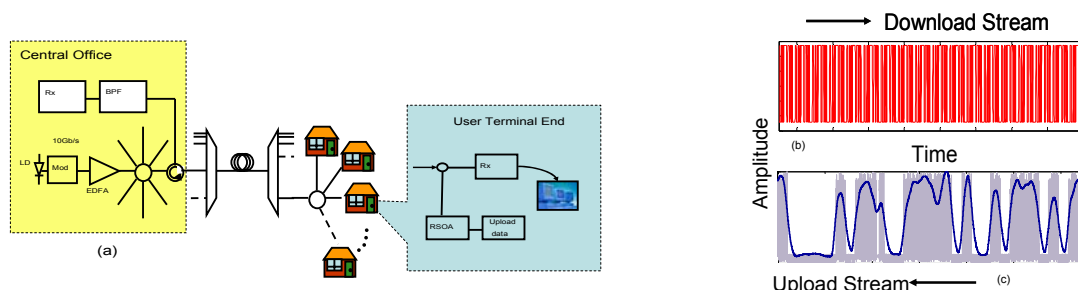 Central Office
Rx
BPF
10Gb/s
LD
Mod
EDFA
(a)
User Terminal End
Rx
RSOA
Upload
data
Download Stream
(b)
Time
Amplitude
Upload Stream
(c)